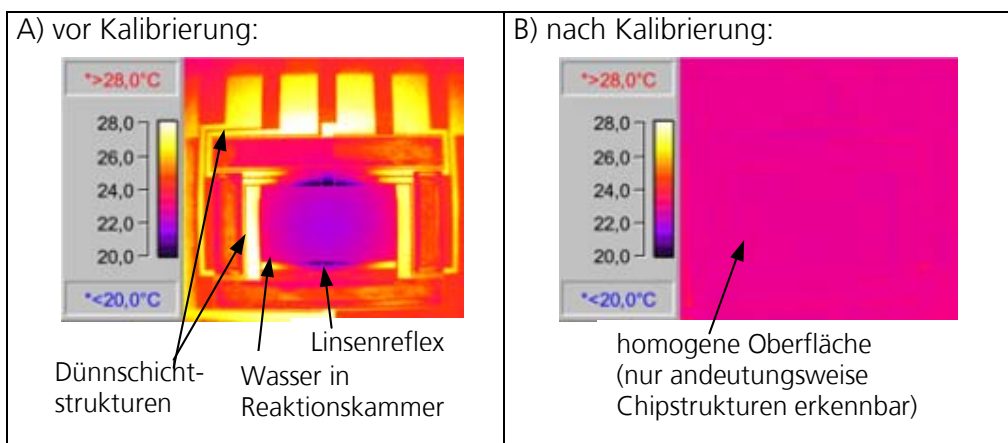 A) vor Kalibrierung:
*>28,0°C
28,0
26,0
24,0
22,0
20,0
*<20,0°C
Linsenreflex
Dünnschicht-
strukturen
Wasser in
Reaktionskammer
B) nach Kalibrierung:
*>28,0°C
28,0
26,0
24,0
22,0
20,0
*<20,0°C
homogene Oberfläche
(nur andeutungsweise
Chipstrukturen erkennbar)